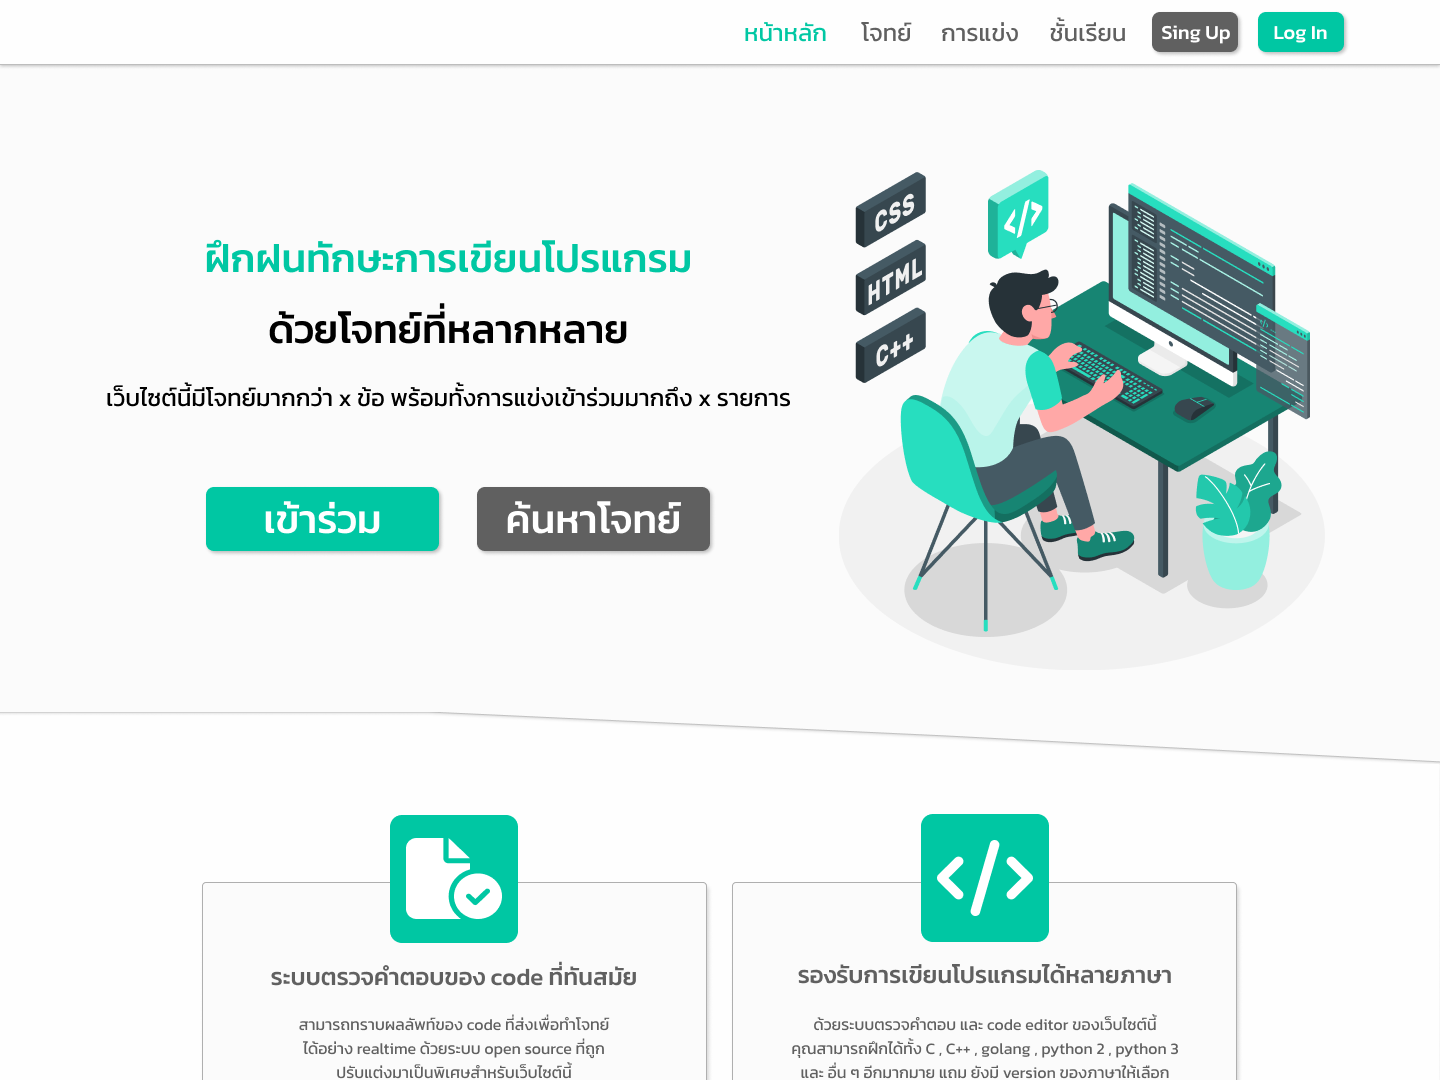 หน้าหลัก โจทย์ การแข่ง ชั้นเรียน Sing Up Log In
CSS
HTML
C++
</>
ฝึกฝนทักษะการเขียนโปรแกรม
ด้วยโจทย์ที่หลากหลาย
เว็บไซต์นี้มีโจทย์มากกว่า x ข้อ พร้อมทั้งการแข่งเข้าร่วมมากถึง x รายการ
เข้าร่วม ค้นหาโจทย์
</>
ระบบตรวจคำตอบของ code ที่ทันสมัย
สามารถทราบผลลัพท์ของ code ที่ส่งเพื่อทำโจทย์
ได้อย่าง realtime ด้วยระบบ open source ที่ถูก
ปรับแต่งมาเป็นพิเศษสำหรับเว็บไซต์นี้
รองรับการเขียนโปรแกรมได้หลายภาษา
ด้วยระบบตรวจคำตอบ และ code editor ของเว็บไซต์นี้
คุณสามารถฝึกได้ทั้ง C , C++ , golang , python 2 , python 3
และ อื่น ๆ อีกมากมาย แถม ยังมี version ของภาษาให้เลือก